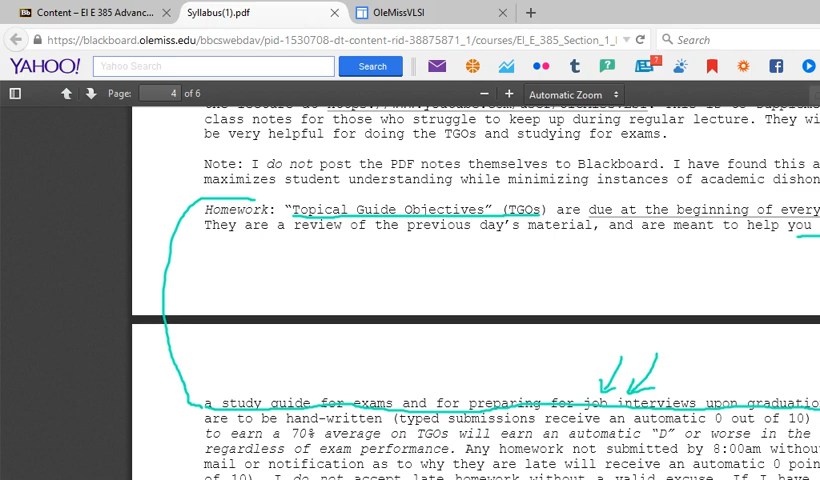 Content – El E 385 Advanc...
Syllabus(1).pdf
OleMissVLSI
https://blackboard.olemiss.edu/bbcswebdav/pid-1530708-dt-content-rid-38875871_1/courses/El_E_385_Section_1_
Search
YAHOO!
Yahoo Search
Search
7
Page: 4 of 6
Automatic Zoom
class notes for those who struggle to keep up during regular lecture. They
be very helpful for doing the TGOs and studying for exams.
Note: I do not post the PDF notes themselves to Blackboard. I have found this
maximizes student understanding while minimizing instances of academic dishon
Homework: “Topical Guide Objectives” (TGOs) are due at the beginning of every
They are a review of the previous day’s material, and are meant to help you
a study guide for exams and for preparing for job interviews upon graduatio
are to be hand-written (typed submissions receive an automatic 0 out of 10)
to earn a 70% average on TGOs will earn an automatic “D” or worse in the
regardless of exam performance. Any homework not submitted by 8:00am withou
mail or notification as to why they are late will receive an automatic 0 poin
of 10). I do not accept late homework without a valid excuse. If I have